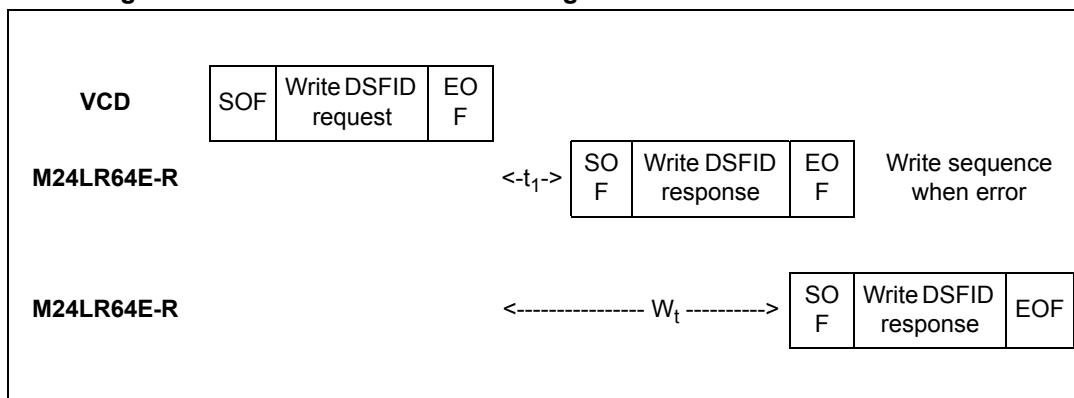 VCD
SOF
Write DSFID
request
EO
F
M24LR64E-R
<-t1->
SO
F
Write DSFID
response
EO
F
Write sequence
when error
M24LR64E-R
<---------------- Wt ---------->
SO
F
Write DSFID
response
EOF